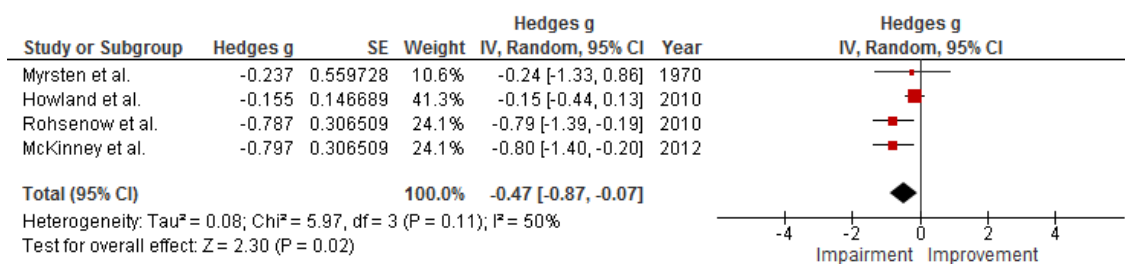 Hedges g Hedges g
Study or Subgroup Hedges g SE Weight IV, Random, 95% CI Year IV, Random, 95% CI
Myrsten et al. -0.237 0.559728 10.6% -0.24 [-1.33, 0.86] 1970
Howland et al. -0.155 0.146689 41.3% -0.15 [-0.44, 0.13] 2010
Rohsenow et al. -0.787 0.306509 24.1% -0.79 [-1.39, -0.19] 2010
McKinney et al. -0.797 0.306509 24.1% -0.80 [-1.40, -0.20] 2012
Total (95% CI) 100.0% -0.47 [-0.87, -0.07]
Heterogeneity: Tau² = 0.08; Chi² = 5.97, df = 3 (P = 0.11); I² = 50%
Test for overall effect: Z = 2.30 (P = 0.02)
-4 -2 0 2 4
Impairment Improvement